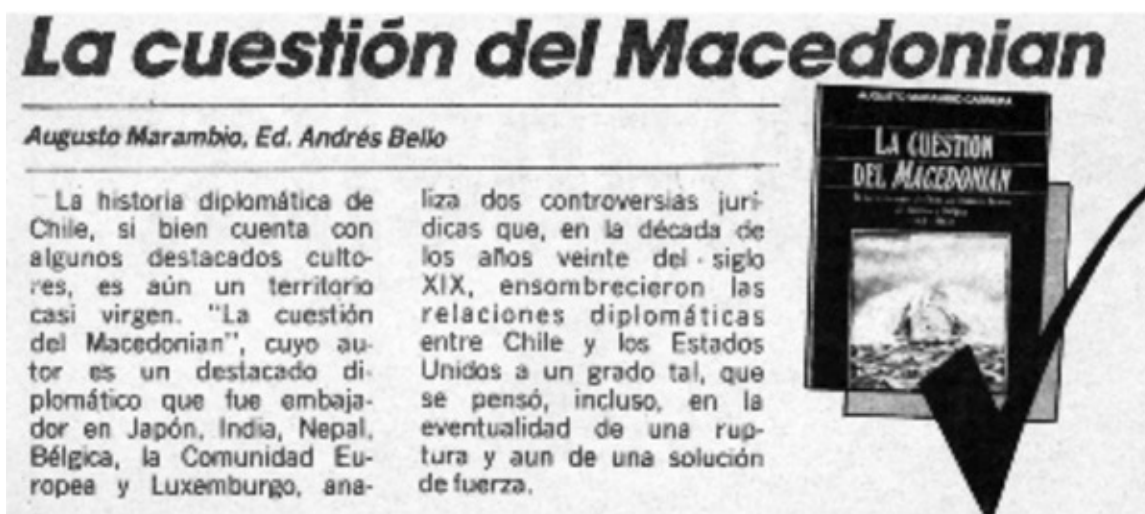 La cuestión del Macedonian
Augusto Marambio, Ed. Andrés Bello
La historia diplomática de
Chile, si bien cuenta con
algunos destacados culto-
res, es aún un territorio
casi virgen. "La cuestión
del Macedonian", cuyo au-
tor es un destacado di-
plomático que fue embaja-
dor en Japón, India, Nepal,
Bélgica, la Comunidad Eu-
ropea y Luxemburgo, ana-
liza dos controversias jurí-
dicas que, en la década de
los años veinte del siglo
XIX, ensombrecieron las
relaciones diplomáticas
entre Chile y los Estados
Unidos a un grado tal, que
se pensó, incluso, en la
eventualidad de una rup-
tura y aun de una solución
de fuerza.
AUGUSTO MARAMBIO CABRERA
LA CUESTION
DEL MACEDONIAN